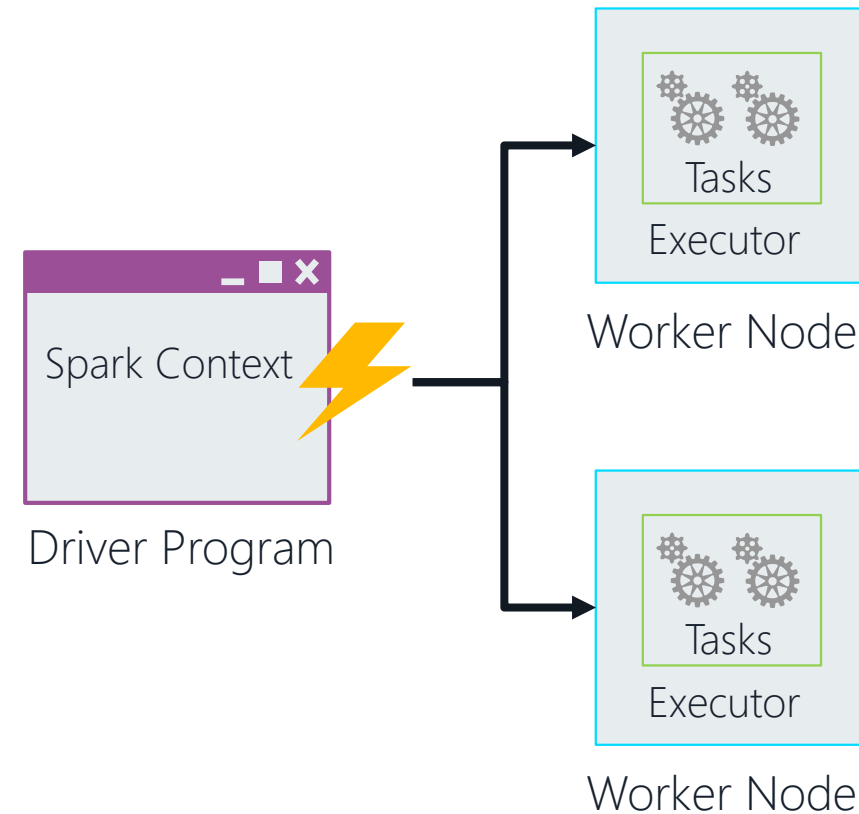 Spark Context
Driver Program
Tasks
Executor
Worker Node
Tasks
Executor
Worker Node